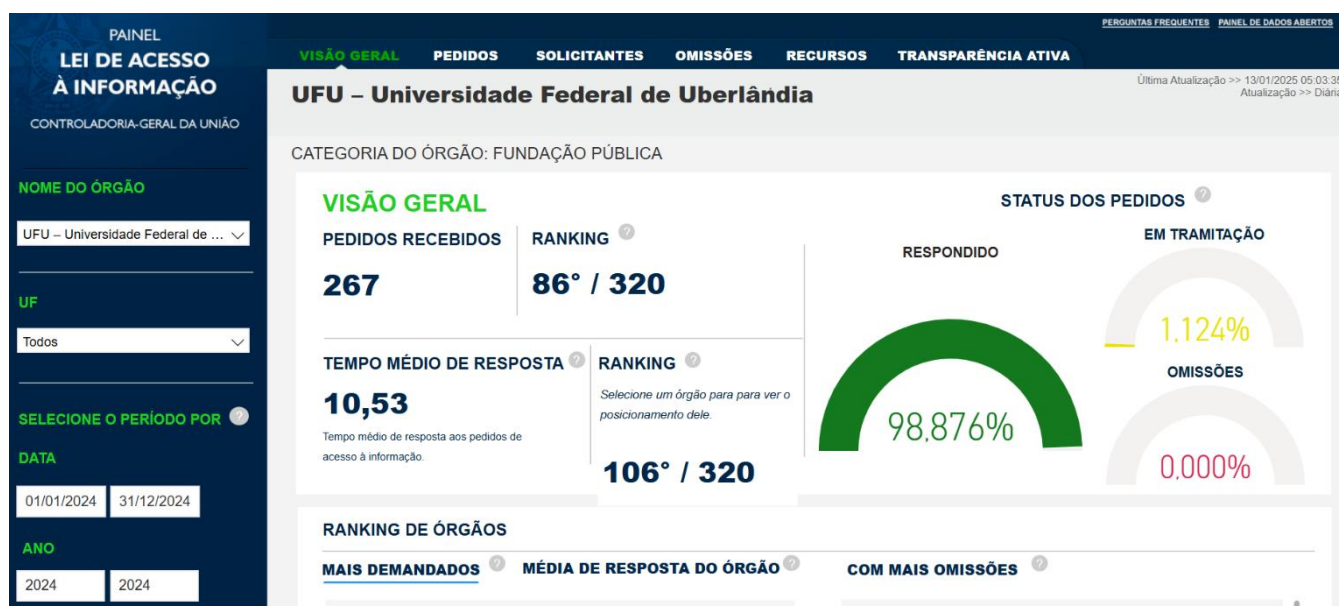 PERGUNTAS FREQUENTES PAINEL DE DADOS ABERTOS
PAINEL
LEI DE ACESSO
À INFORMAÇÃO
CONTROLADORIA-GERAL DA UNIÃO
VISÃO GERAL PEDIDOS SOLICITANTES OMISSÕES RECURSOS TRANSPARÊNCIA ATIVA
UFU – Universidade Federal de Uberlândia
Última Atualização >> 13/01/2025 05:03:35
Atualização >> Diária
CATEGORIA DO ÓRGÃO: FUNDAÇÃO PÚBLICA
NOME DO ÓRGÃO
UFU – Universidade Federal de ...
UF
Todos
SELECIONE O PERÍODO POR ?
DATA
01/01/2024 31/12/2024
ANO
2024 2024
VISÃO GERAL
PEDIDOS RECEBIDOS
267
RANKING ?
86° / 320
TEMPO MÉDIO DE RESPOSTA ?
10,53
Tempo médio de resposta aos pedidos de
acesso à informação.
RANKING ?
Selecione um órgão para para ver o
posicionamento dele.
106° / 320
STATUS DOS PEDIDOS ?
RESPONDIDO
98,876%
EM TRAMITAÇÃO
1,124%
OMISSÕES
0,000%
RANKING DE ÓRGÃOS
MAIS DEMANDADOS ? MÉDIA DE RESPOSTA DO ÓRGÃO ? COM MAIS OMISSÕES ?